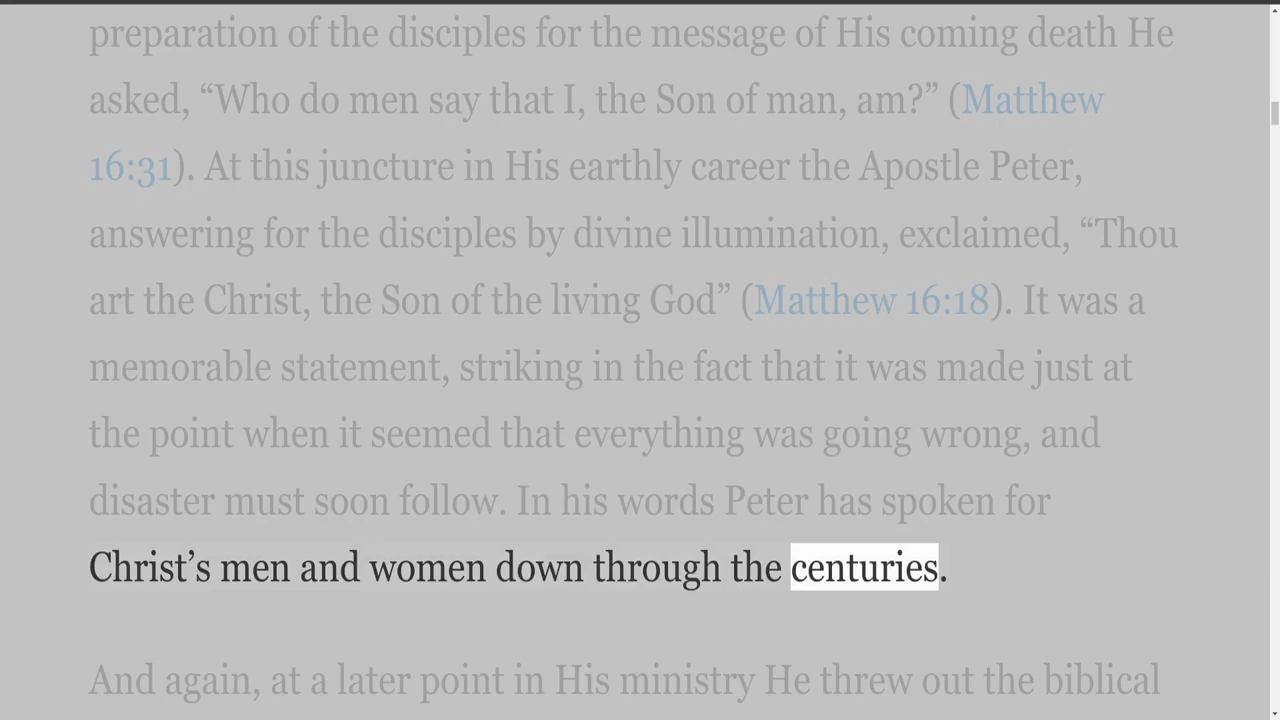 preparation of the disciples for the message of His coming death He
asked, “Who do men say that I, the Son of man, am?” (Matthew
16:31). At this juncture in His earthly career the Apostle Peter,
answering for the disciples by divine illumination, exclaimed, “Thou
art the Christ, the Son of the living God” (Matthew 16:18). It was a
memorable statement, striking in the fact that it was made just at
the point when it seemed that everything was going wrong, and
disaster must soon follow. In his words Peter has spoken for
Christ’s men and women down through the centuries.
And again, at a later point in His ministry He threw out the biblical